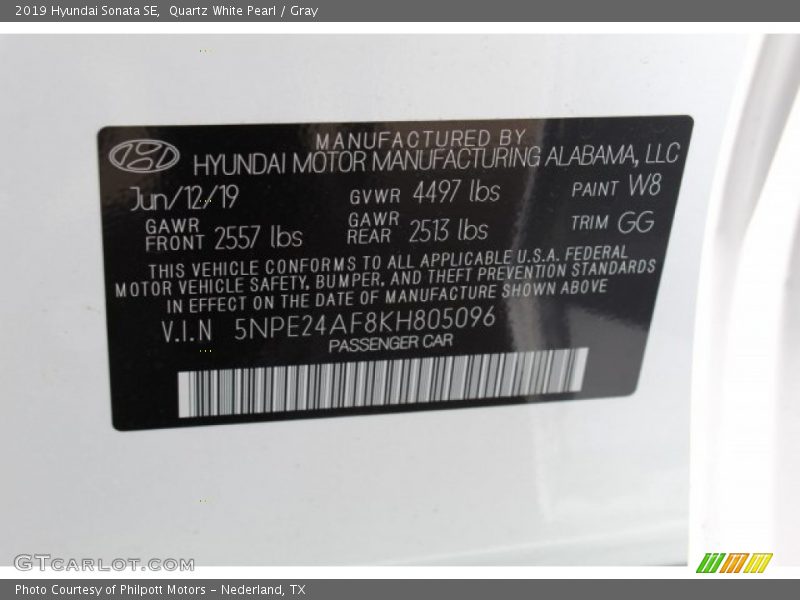 2019 Hyundai Sonata SE,  Quartz White Pearl / Gray
MANUFACTURED BY
HYUNDAI MOTOR MANUFACTURING ALABAMA, LLC
Jun/12/19 GVWR 4497 lbs PAINT W8
GAWR FRONT 2557 lbs GAWR REAR 2513 lbs TRIM GG
THIS VEHICLE CONFORMS TO ALL APPLICABLE U.S.A. FEDERAL
MOTOR VEHICLE SAFETY, BUMPER, AND THEFT PREVENTION STANDARDS
IN EFFECT ON THE DATE OF MANUFACTURE SHOWN ABOVE
V.I.N 5NPE24AF8KH805096
PASSENGER CAR
GTCARLOT.COM
Photo Courtesy of Philpott Motors - Nederland, TX